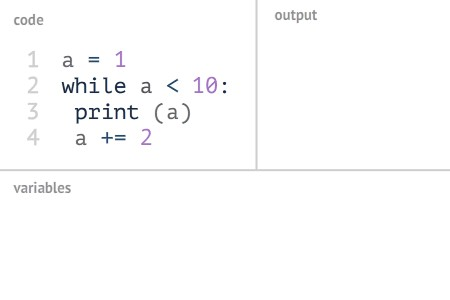 code
output
1 a = 1
2 while a < 10:
3  print (a)
4  a += 2
variables